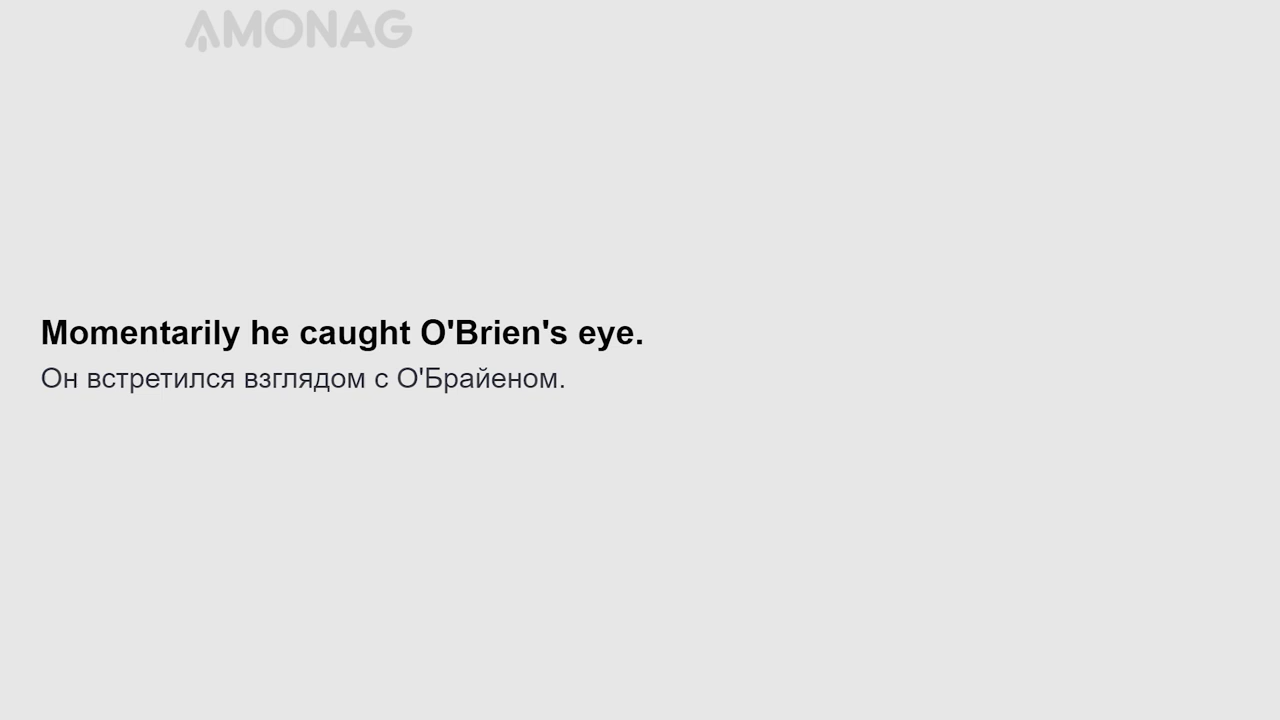 AMONAG
Momentarily he caught O'Brien's eye.
Он встретился взглядом с О'Брайеном.